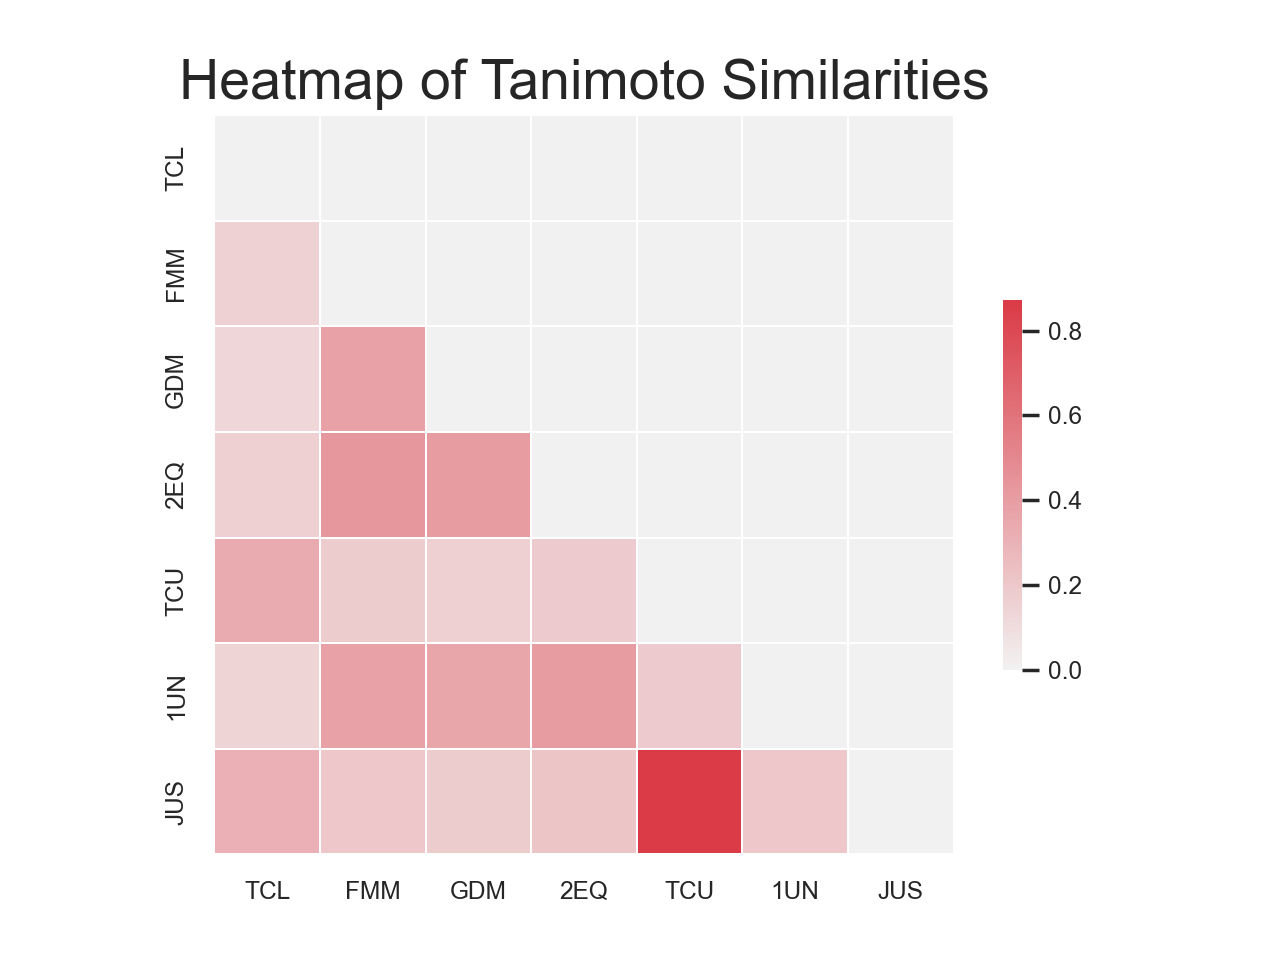 Heatmap of Tanimoto Similarities
TCL
FMM
GDM
2EQ
TCU
1UN
JUS
TCL FMM GDM 2EQ TCU 1UN JUS
0.8
0.6
0.4
0.2
0.0